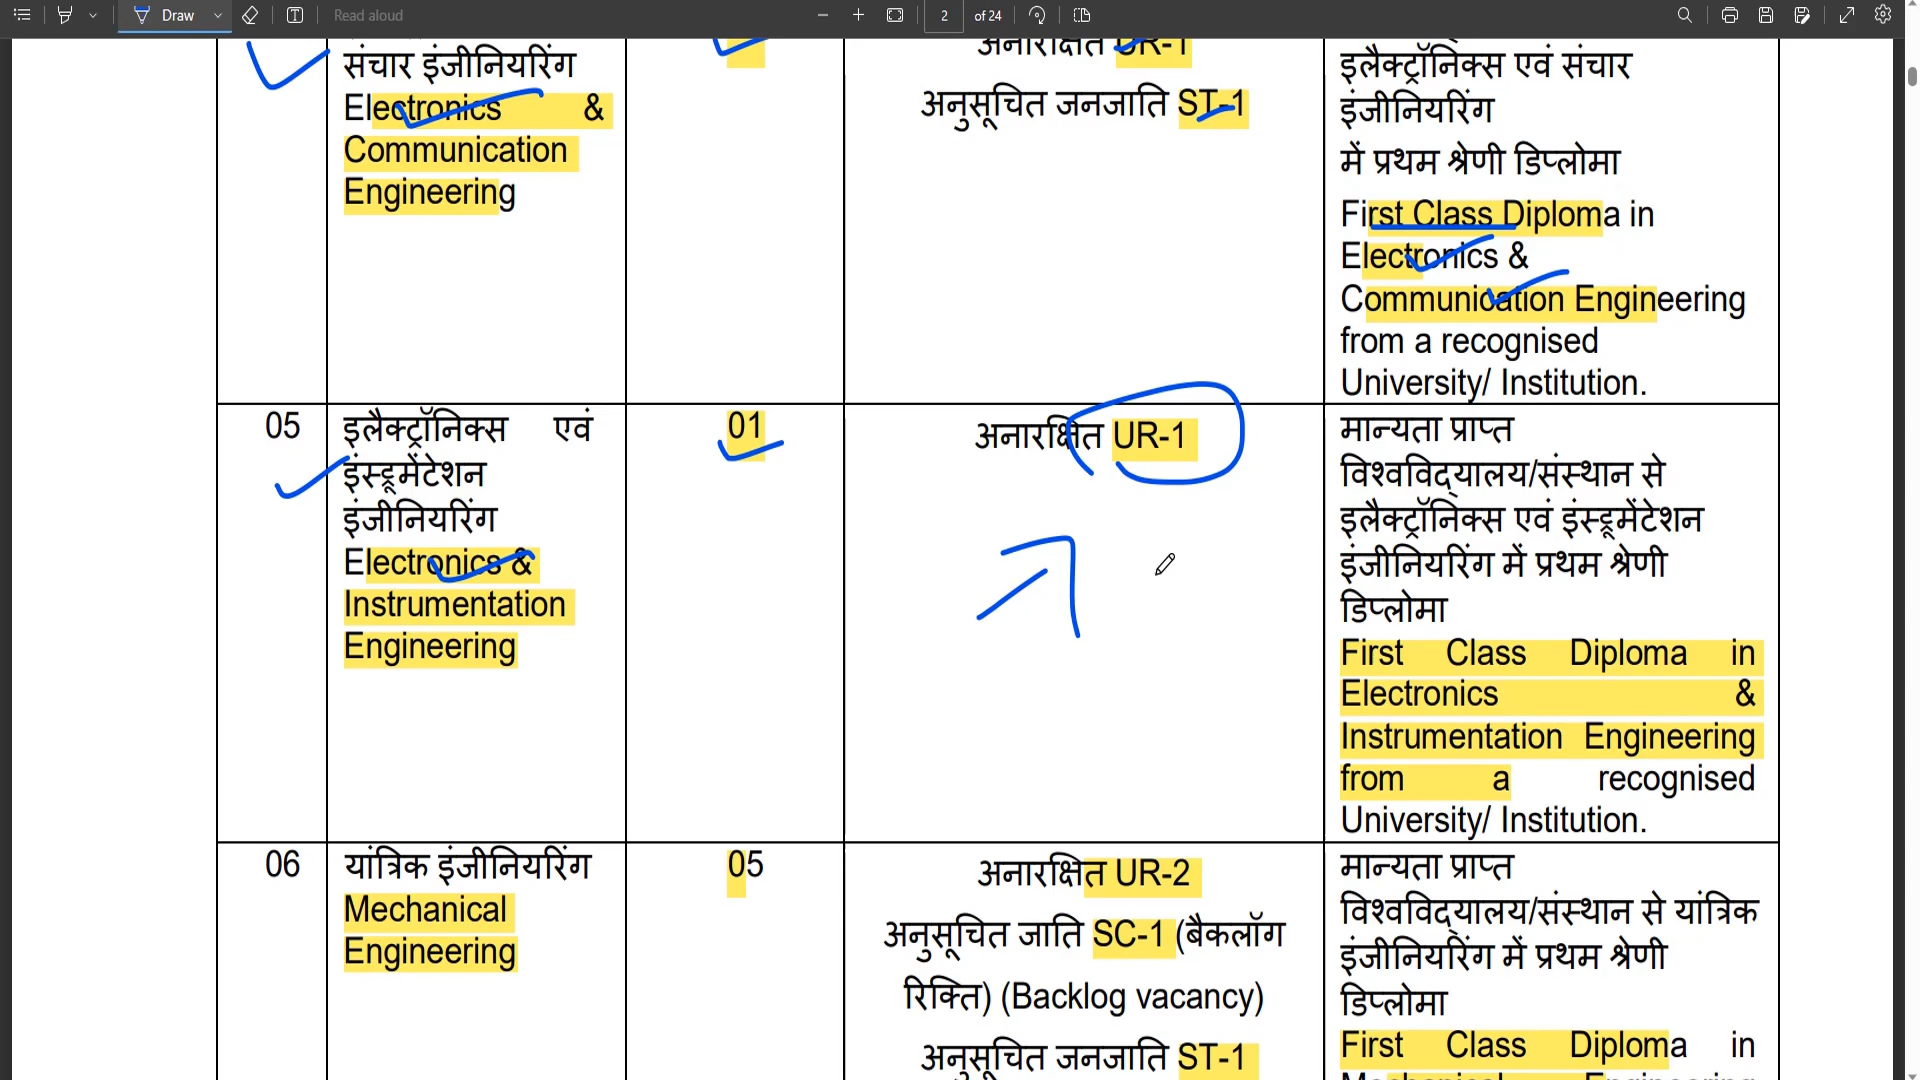 Draw
Read aloud
2 of 24
अनारक्षित UR-1
संचार इंजीनियरिंग
Electronics &
Communication
Engineering
अनुसूचित जनजाति ST-1
इलैक्ट्रॉनिक्स एवं संचार
इंजीनियरिंग
में प्रथम श्रेणी डिप्लोमा
First Class Diploma in
Electronics &
Communication Engineering
from a recognised
University/ Institution.
05
इलैक्ट्रॉनिक्स एवं
इंस्ट्रूमेंटेशन
इंजीनियरिंग
Electronics &
Instrumentation
Engineering
01
अनारक्षित UR-1
मान्यता प्राप्त
विश्वविद्यालय/संस्थान से
इलैक्ट्रॉनिक्स एवं इंस्ट्रूमेंटेशन
इंजीनियरिंग में प्रथम श्रेणी
डिप्लोमा
First Class Diploma in
Electronics &
Instrumentation Engineering
from a recognised
University/ Institution.
06
यांत्रिक इंजीनियरिंग
Mechanical
Engineering
05
अनारक्षित UR-2
अनुसूचित जाति SC-1 (बैकलॉग
रिक्ति) (Backlog vacancy)
अनुसूचित जनजाति ST-1
मान्यता प्राप्त
विश्वविद्यालय/संस्थान से यांत्रिक
इंजीनियरिंग में प्रथम श्रेणी
डिप्लोमा
First Class Diploma in